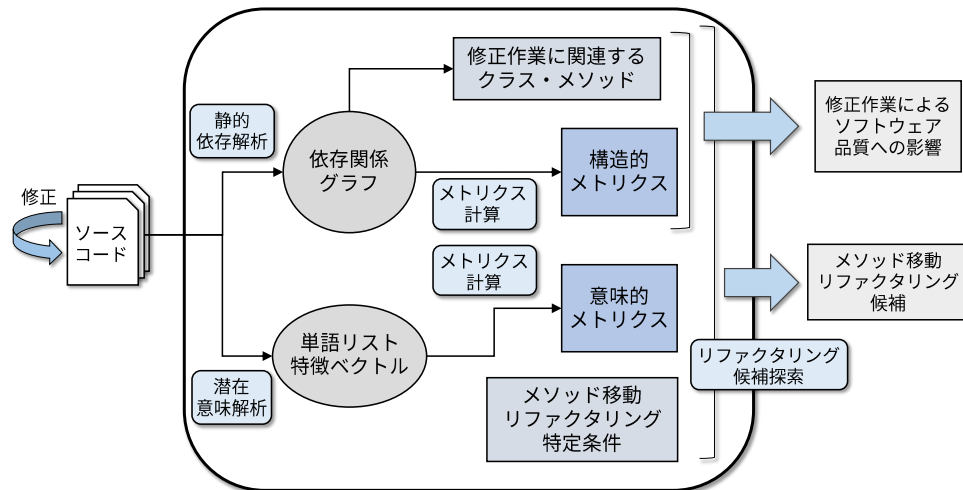 修正
ソース
コード
静的
依存解析
依存関係
グラフ
修正作業に関連する
クラス・メソッド
メトリクス
計算
構造的
メトリクス
潜在
意味解析
単語リスト
特徴ベクトル
メトリクス
計算
意味的
メトリクス
メソッド移動
リファクタリング
特定条件
修正作業による
ソフトウェア
品質への影響
リファクタリング
候補探索
メソッド移動
リファクタリング
候補